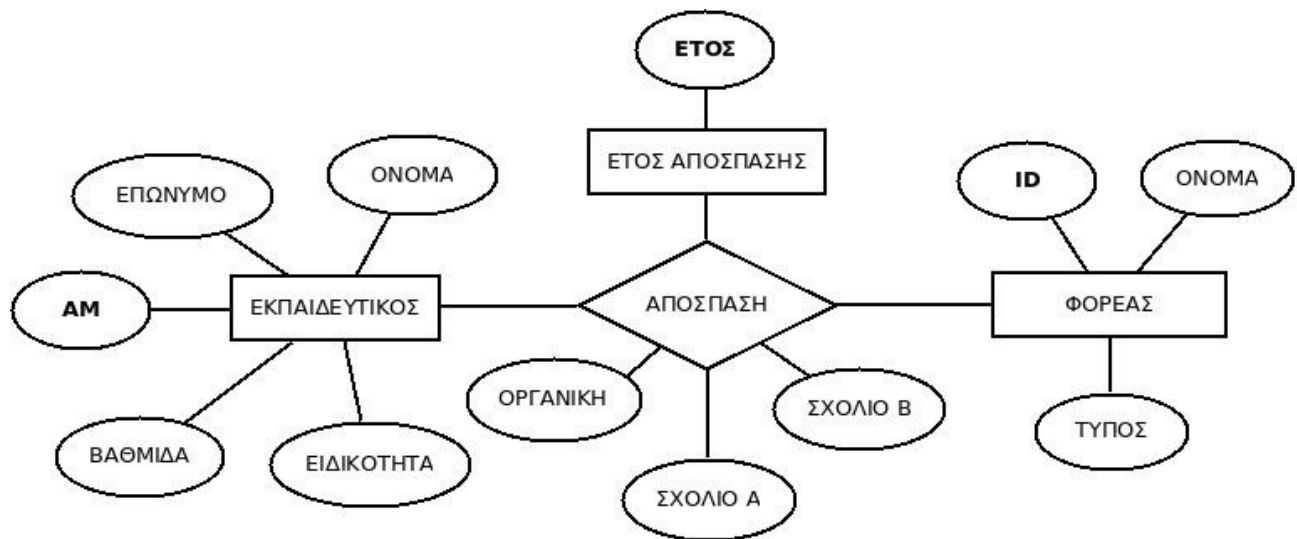 ΕΤΟΣ
ΕΤΟΣ ΑΠΟΣΠΑΣΗΣ
ΕΠΩΝΥΜΟ
ΟΝΟΜΑ
ID
ΟΝΟΜΑ
ΑΜ
ΕΚΠΑΙΔΕΥΤΙΚΟΣ
ΑΠΟΣΠΑΣΗ
ΦΟΡΕΑΣ
ΟΡΓΑΝΙΚΗ
ΣΧΟΛΙΟ Β
ΒΑΘΜΙΔΑ
ΕΙΔΙΚΟΤΗΤΑ
ΣΧΟΛΙΟ Α
ΤΥΠΟΣ